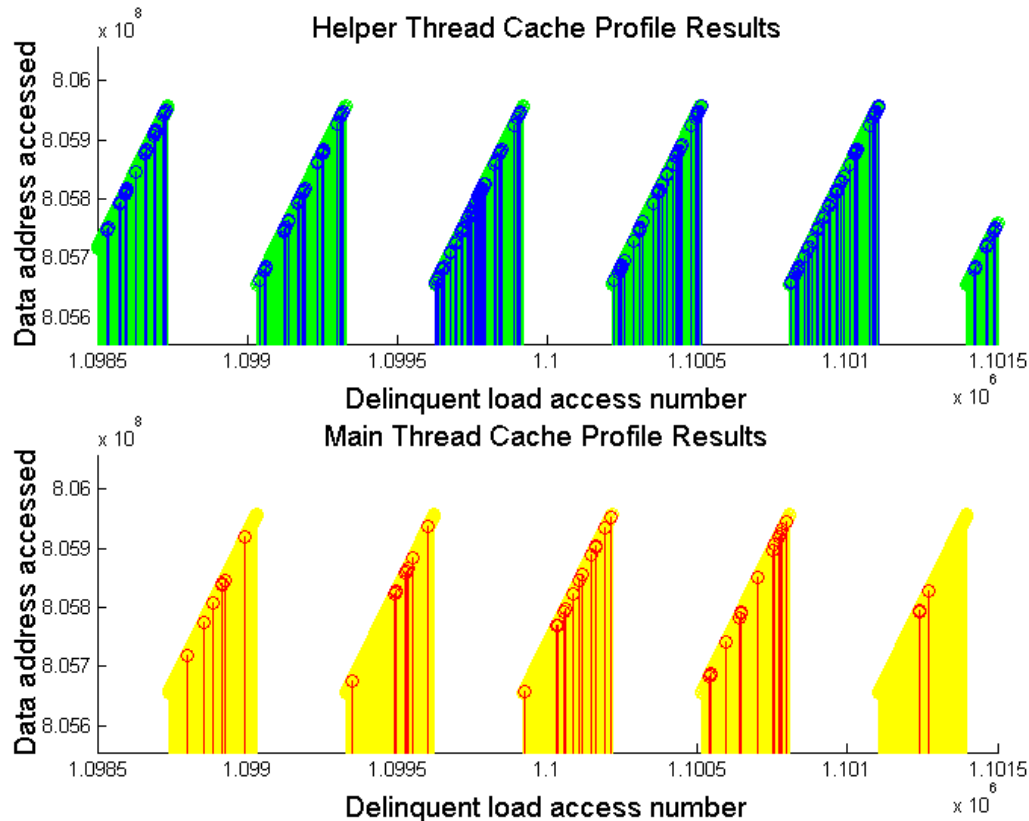 Helper Thread Cache Profile Results
x 10^8
Data address accessed
8.06
8.059
8.058
8.057
8.056
1.0985
1.099
1.0995
1.1
1.1005
1.101
1.1015
Delinquent load access number
x 10^6
Main Thread Cache Profile Results
x 10^8
Data address accessed
8.06
8.059
8.058
8.057
8.056
1.0985
1.099
1.0995
1.1
1.1005
1.101
1.1015
Delinquent load access number
x 10^6